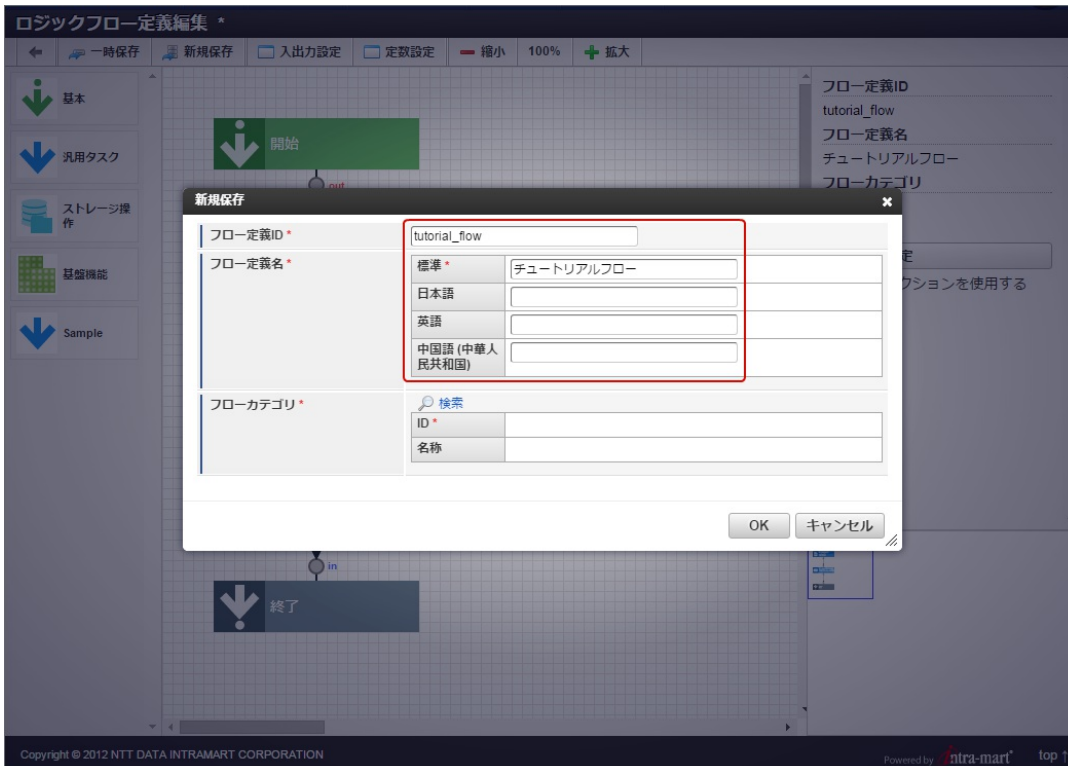 ロジックフロー定義編集 *
一時保存 新規保存 入出力設定 定数設定 縮小 100% 拡大
基本
汎用タスク
ストレージ操
作
基盤機能
Sample
開始
out
フロー定義ID
tutorial_flow
フロー定義名
チュートリアルフロー
フローカテゴリ
定
クションを使用する
新規保存
フロー定義ID *
tutorial_flow
フロー定義名 *
標準 *
チュートリアルフロー
日本語
英語
中国語 (中華人
民共和国)
フローカテゴリ *
検索
ID *
名称
OK キャンセル
in
終了
Copyright © 2012 NTT DATA INTRAMART CORPORATION
Powered by intra-mart
top ↑